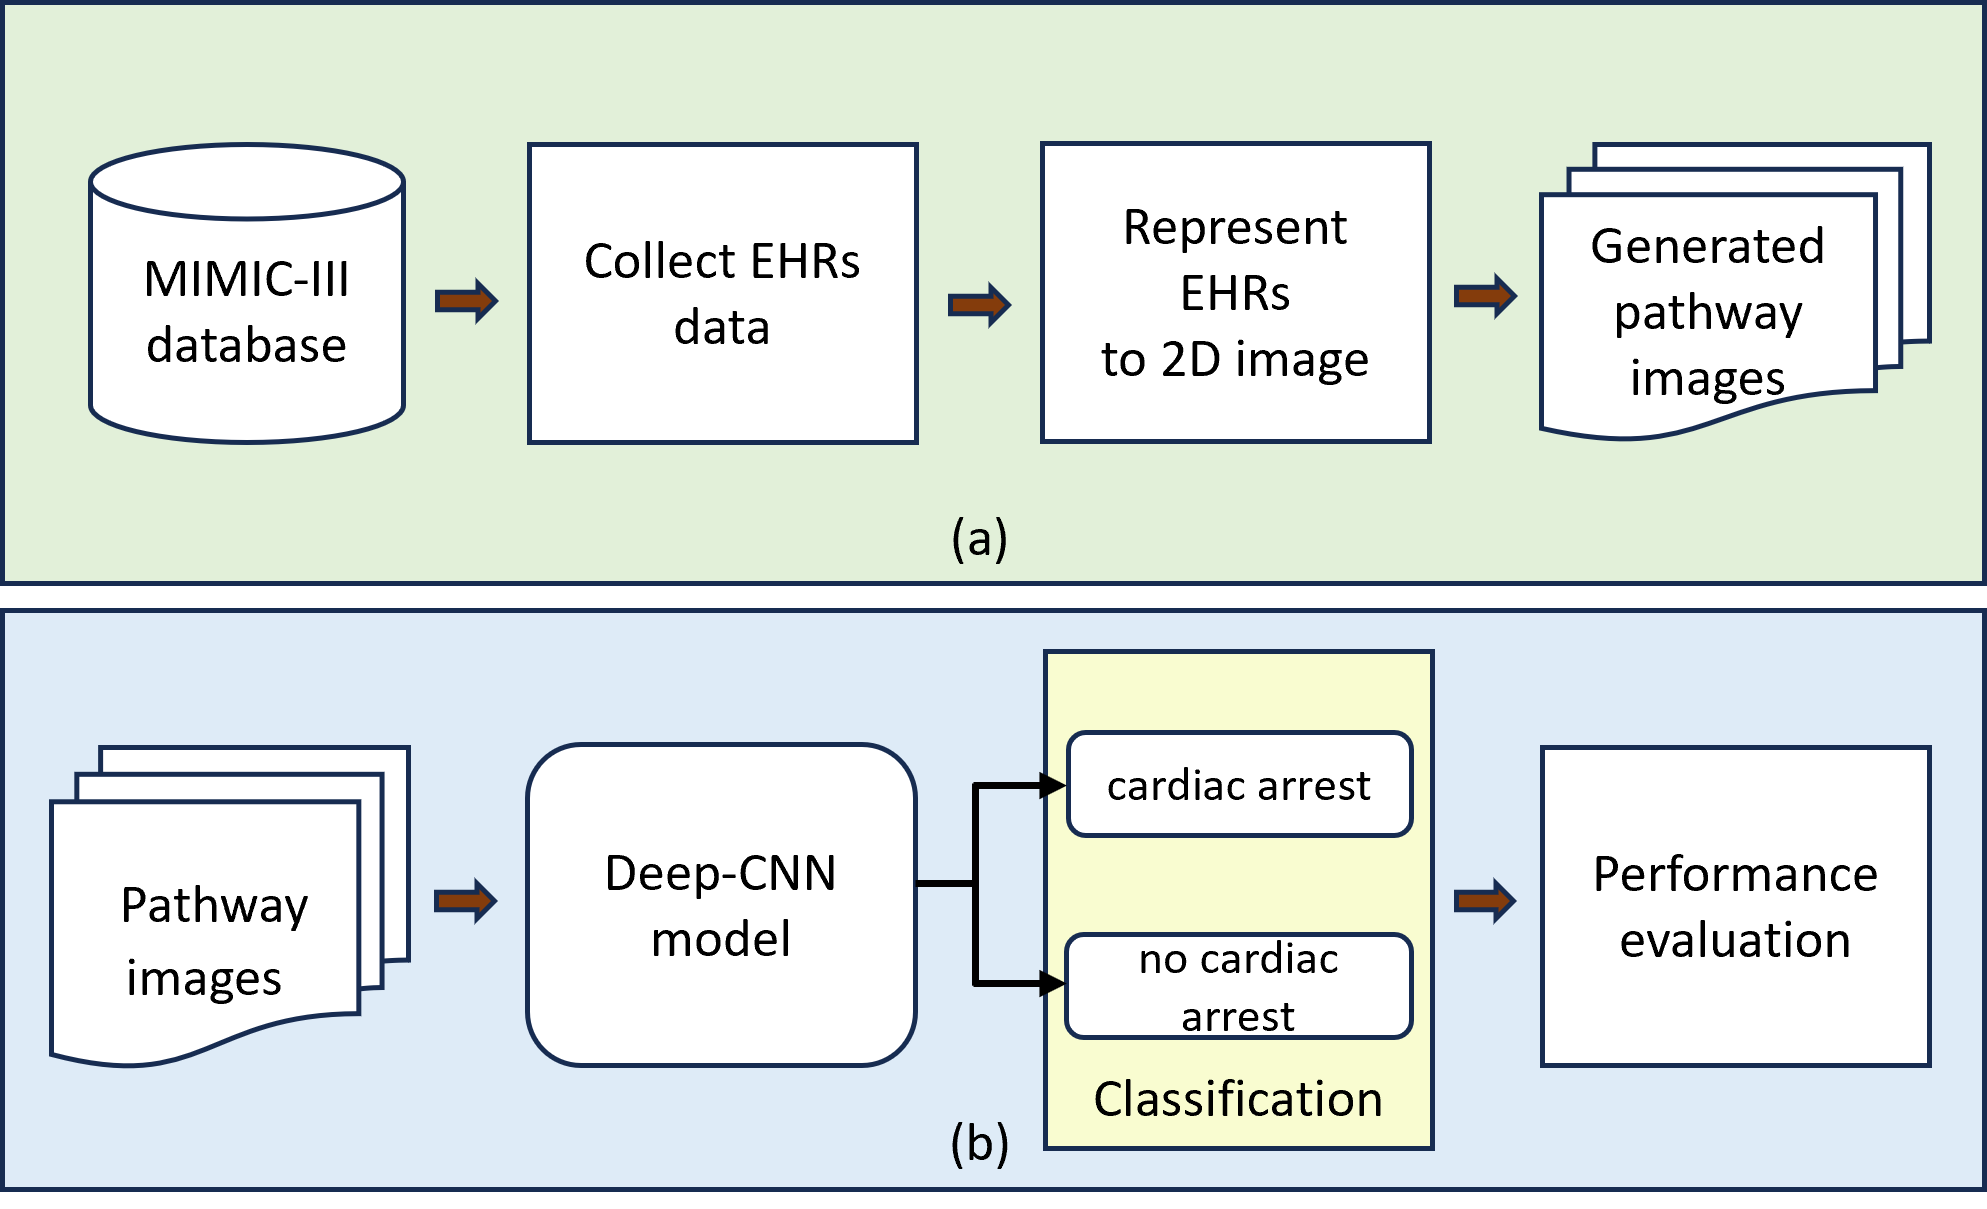 MIMIC-III
database
Collect EHRs
data
Represent
EHRs
to 2D image
Generated
pathway
images
(a)
Pathway
images
Deep-CNN
model
cardiac arrest
no cardiac
arrest
Classification
Performance
evaluation
(b)